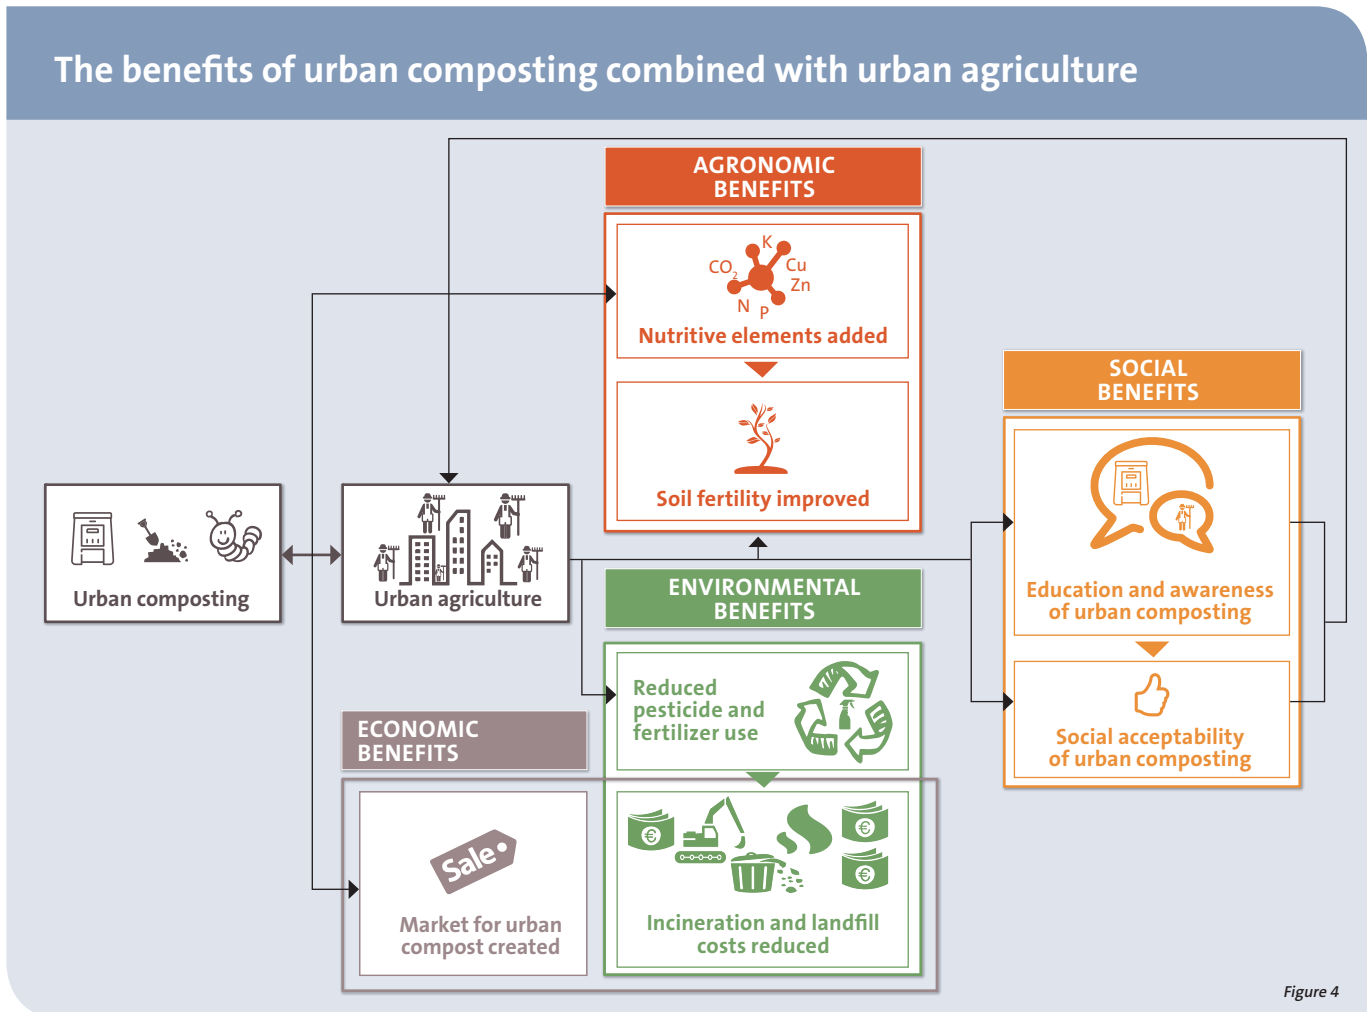 The benefits of urban composting combined with urban agriculture
AGRONOMIC
BENEFITS
K
CO2
Cu
Zn
N
P
Nutritive elements added
Soil fertility improved
SOCIAL
BENEFITS
Education and awareness
of urban composting
Social acceptability
of urban composting
Urban composting
Urban agriculture
ENVIRONMENTAL
BENEFITS
Reduced
pesticide and
fertilizer use
€
€
€
Incineration and landfill
costs reduced
ECONOMIC
BENEFITS
Sale
Market for urban
compost created
Figure 4